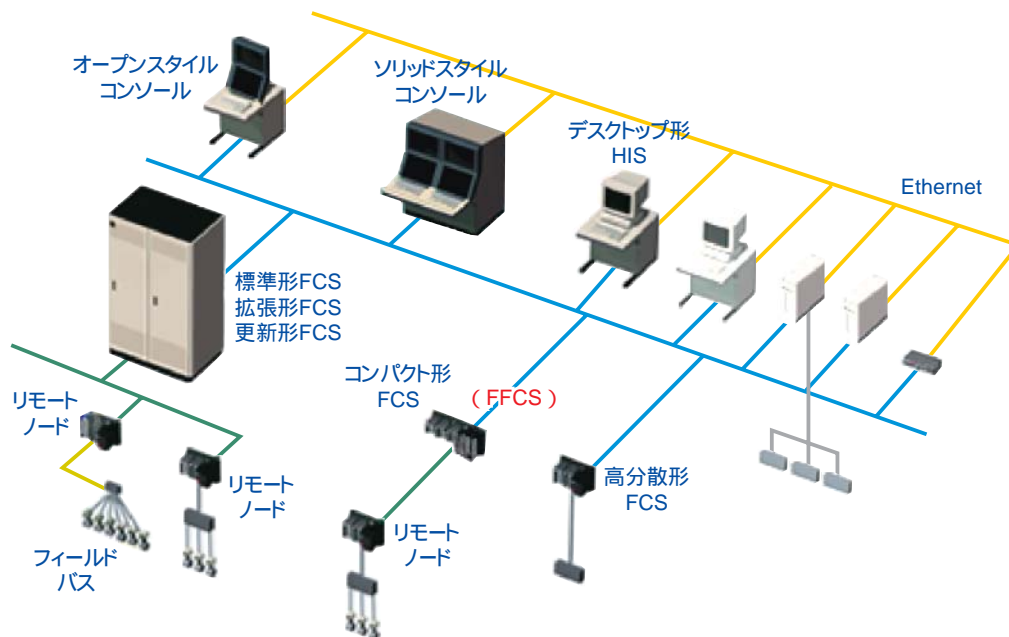 オープンスタイル
コンソール
ソリッドスタイル
コンソール
デスクトップ形
HIS
Ethernet
標準形FCS
拡張形FCS
更新形FCS
コンパクト形
FCS
(FFCS)
リモート
ノード
リモート
ノード
リモート
ノード
高分散形
FCS
フィールド
バス